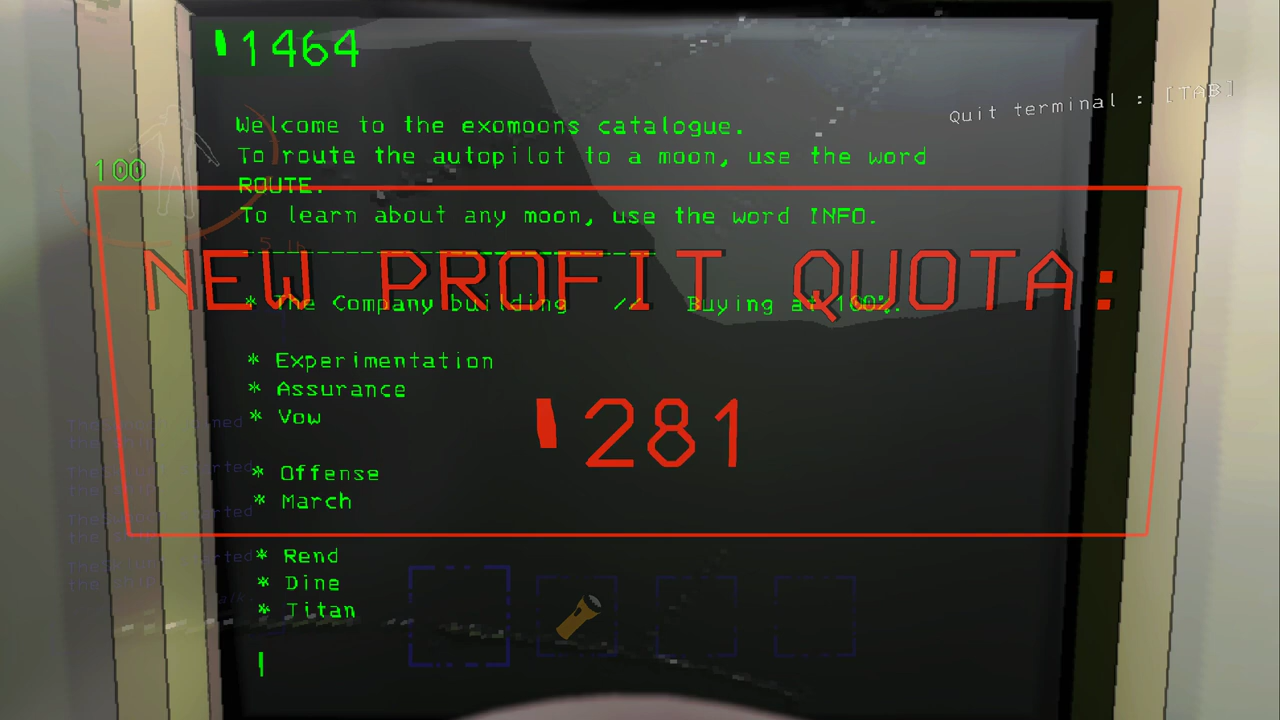 1464
Quit terminal : [TAB]
Welcome to the exomoons catalogue.
To route the autopilot to a moon, use the word
ROUTE.
100
To learn about any moon, use the word INFO.
5 lb
NEW PROFIT QUOTA:
* The Company building // Buying at 100%.
* Experimentation
* Assurance
* Vow
281
* Offense
* March
* Rend
* Dine
* Titan